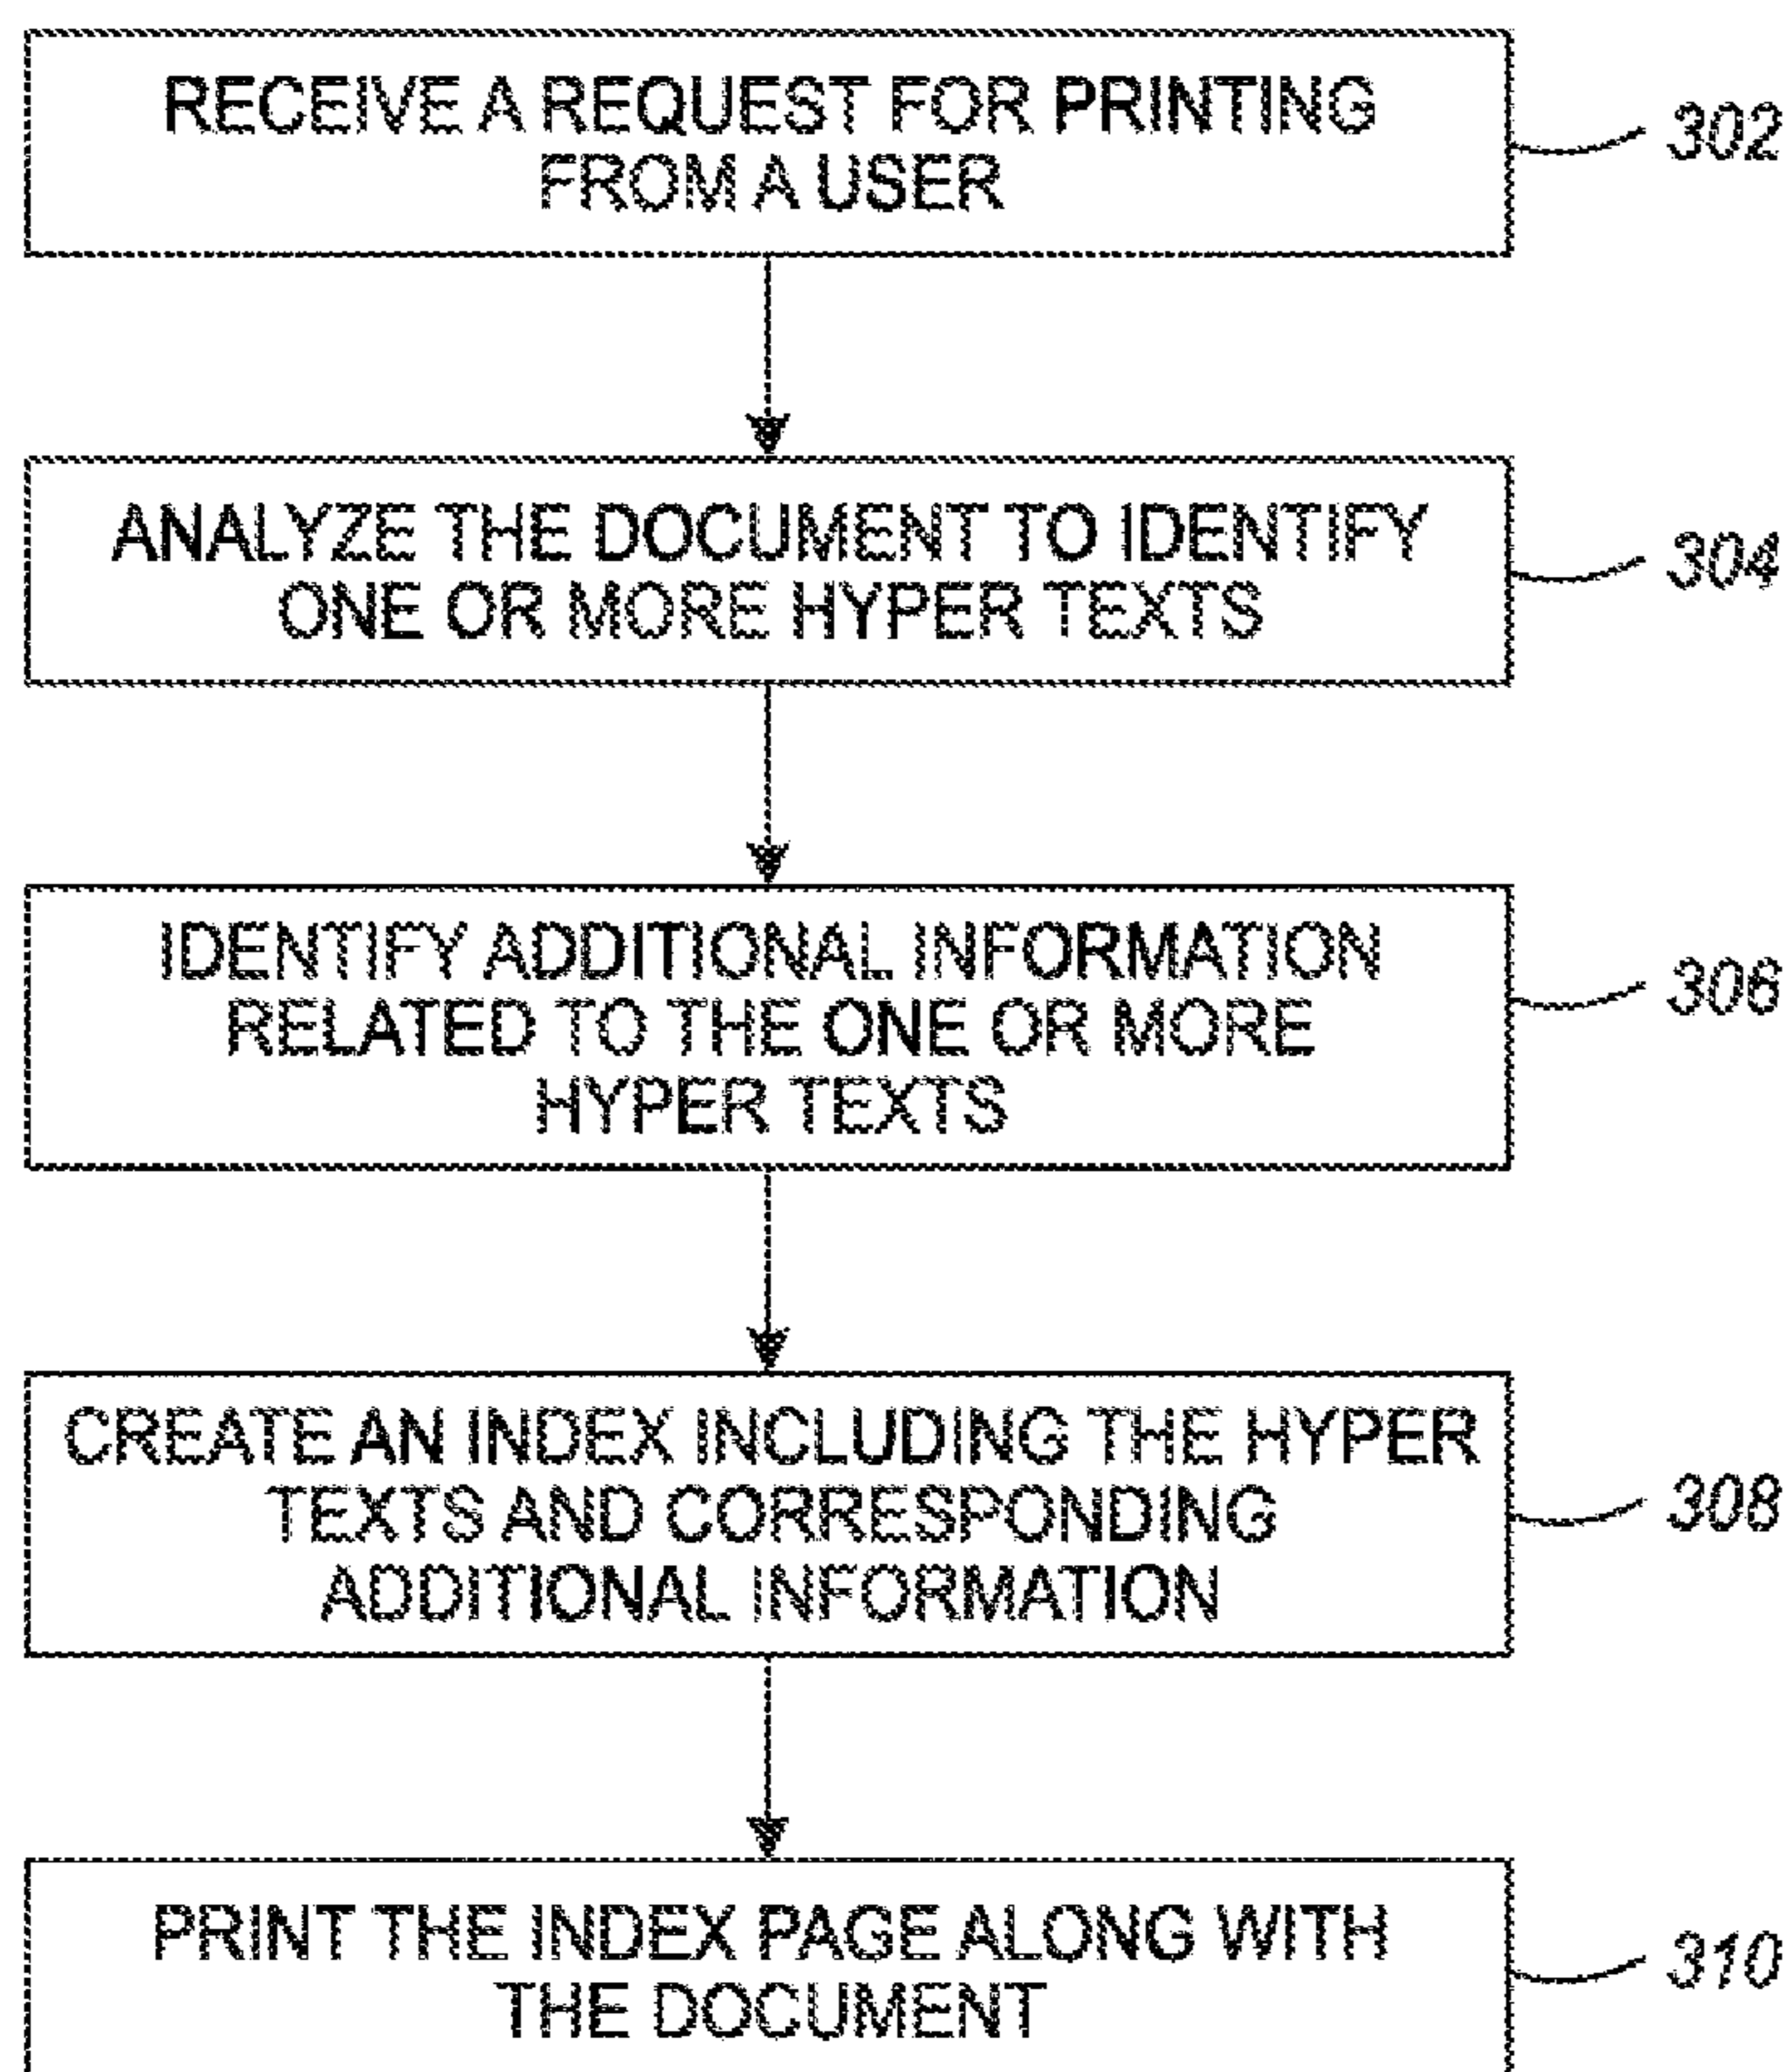 RECEIVE A REQUEST FOR PRINTING
FROM A USER
302
ANALYZE THE DOCUMENT TO IDENTIFY
ONE OR MORE HYPER TEXTS
304
IDENTIFY ADDITIONAL INFORMATION
RELATED TO THE ONE OR MORE
HYPER TEXTS
306
CREATE AN INDEX INCLUDING THE HYPER
TEXTS AND CORRESPONDING
ADDITIONAL INFORMATION
308
PRINT THE INDEX PAGE ALONG WITH
THE DOCUMENT
310